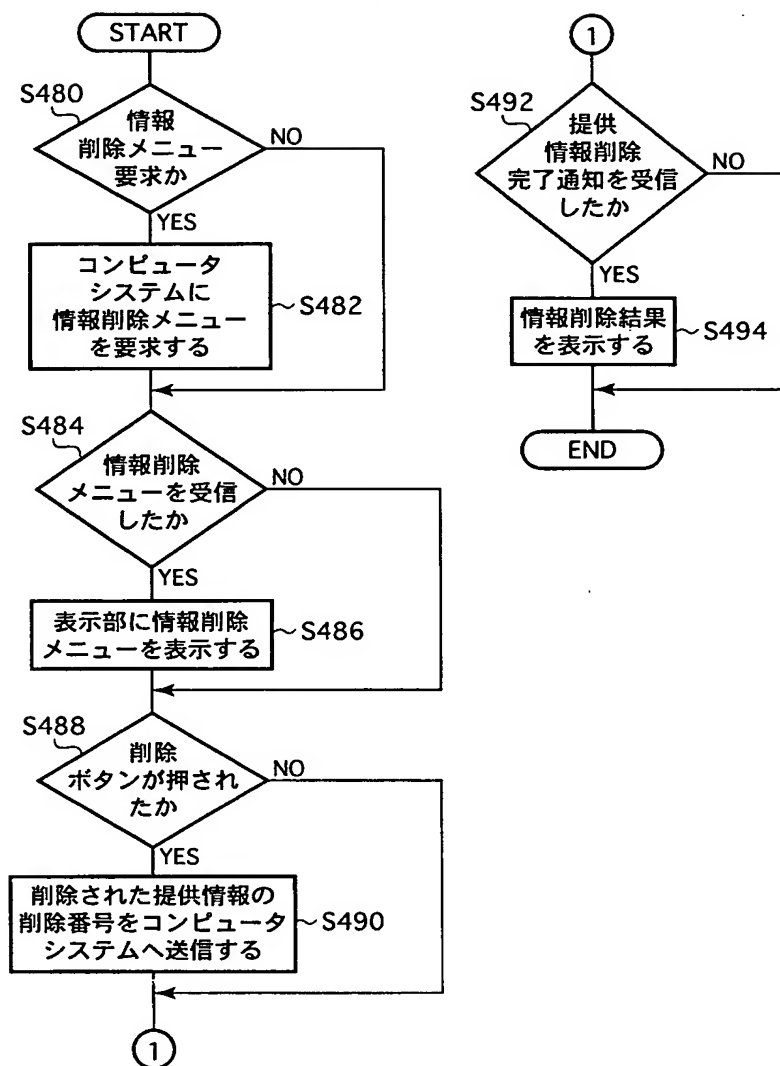 START
S480
情報
削除メニュー
要求か
NO
YES
コンピュータ
システムに
情報削除メニュー
を要求する
S482
S484
情報削除
メニューを受信
したか
NO
YES
表示部に情報削除
メニューを表示する
S486
S488
削除
ボタンが押され
たか
NO
YES
削除された提供情報の
削除番号をコンピュータ
システムへ送信する
S490
1
1
S492
提供
情報削除
完了通知を受信
したか
NO
YES
情報削除結果
を表示する
S494
END